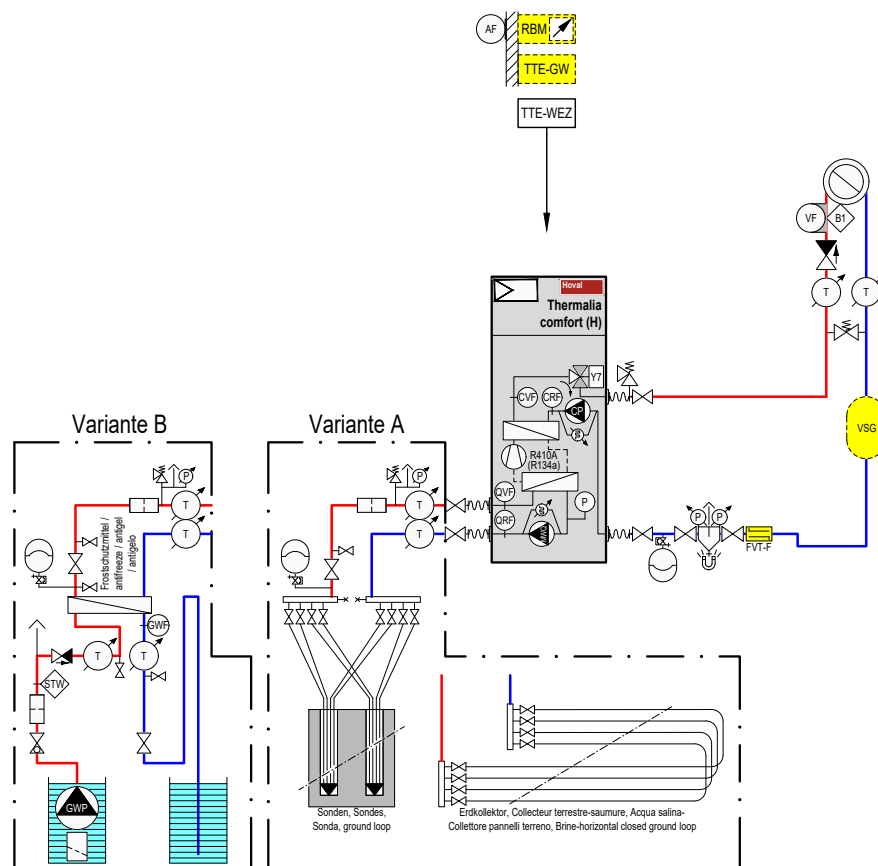 AF
RBM
TTE-GW
TTE-WEZ
VF
B1
T
T
Hoval
Thermalia
comfort (H)
Y7
CVF
CRF
CP
R410A
(R134a)
QVF
QRF
P
VSG
P
P
FVT-F
Variante B
P
T
T
Frostschutzmittel /
antifreeze / antigel
/ antigelo
GWF
T
T
STW
GWP
Variante A
P
T
T
Sonden, Sondes,
Sonda, ground loop
Erdkollektor, Collecteur terrestre-saumure, Acqua salina-
Collettore pannelli terreno, Brine-horizontal closed ground loop